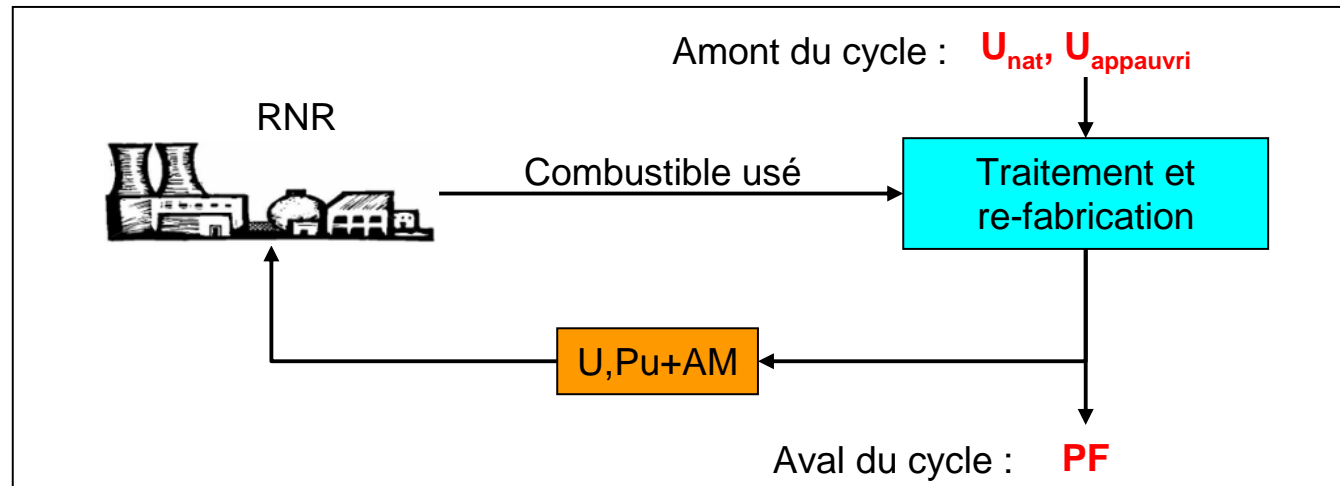 Amont du cycle : Unat, Uappauvri
RNR
Combustible usé
Traitement et
re-fabrication
U,Pu+AM
Aval du cycle : PF